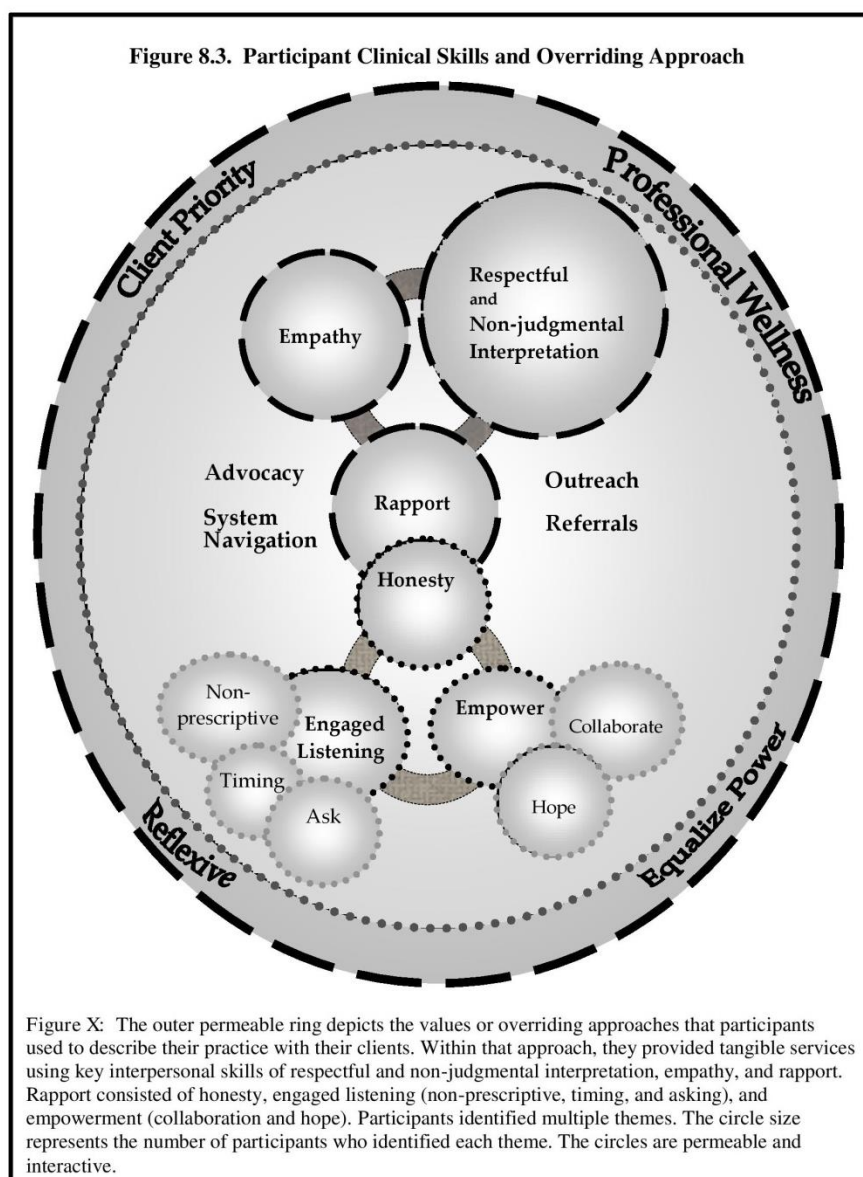 Figure 8.3. Participant Clinical Skills and Overriding Approach
Client Priority
Professional Wellness
Empathy
Respectful
and
Non-judgmental
Interpretation
Advocacy
System
Navigation
Rapport
Outreach
Referrals
Honesty
Non-
prescriptive
Engaged
Listening
Timing
Ask
Empower
Collaborate
Hope
Reflexive
Equalize Power
Figure X: The outer permeable ring depicts the values or overriding approaches that participants
used to describe their practice with their clients. Within that approach, they provided tangible services
using key interpersonal skills of respectful and non-judgmental interpretation, empathy, and rapport.
Rapport consisted of honesty, engaged listening (non-prescriptive, timing, and asking), and
empowerment (collaboration and hope). Participants identified multiple themes. The circle size
represents the number of participants who identified each theme. The circles are permeable and
interactive.